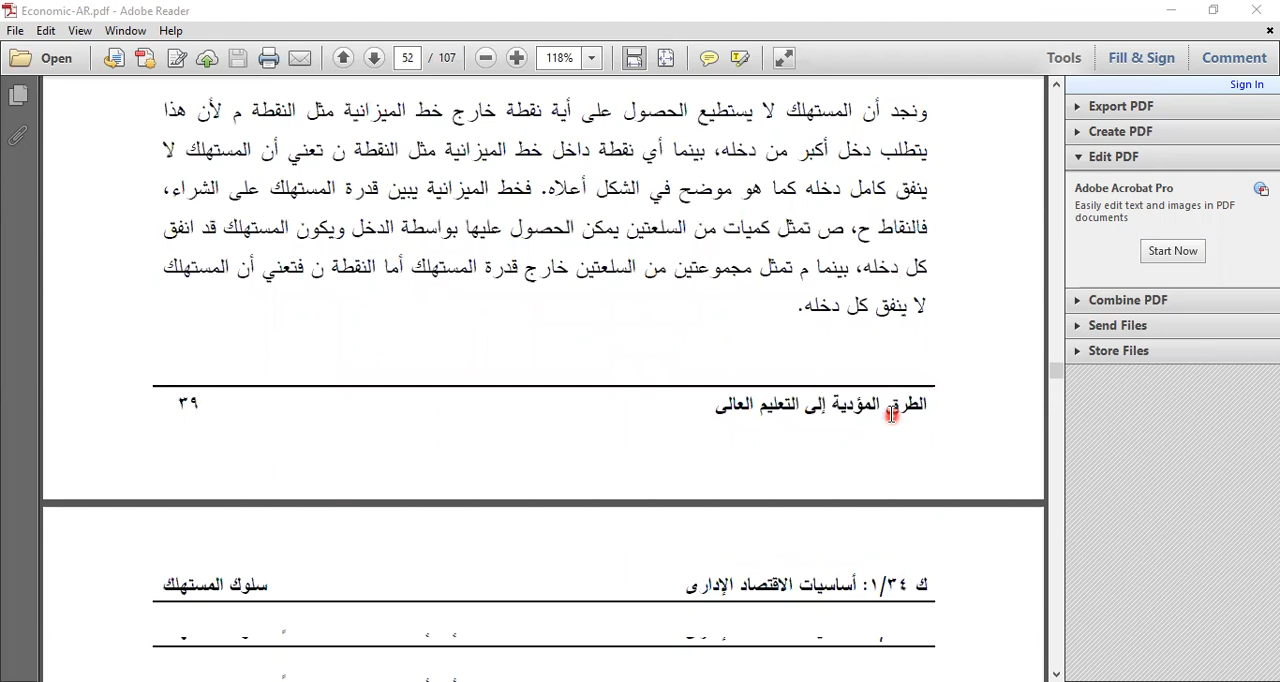 Economic-AR.pdf - Adobe Reader
File Edit View Window Help
Open 52 / 107 118% Tools Fill & Sign Comment
Sign In
Export PDF
Create PDF
Edit PDF
Adobe Acrobat Pro
Easily edit text and images in PDF
documents
Start Now
Combine PDF
Send Files
Store Files
ونجد أن المستهلك لا يستطيع الحصول على أية نقطة خارج خط الميزانية مثل النقطة م لأن هذا
يتطلب دخل أكبر من دخله، بينما أي نقطة داخل خط الميزانية مثل النقطة ن تعني أن المستهلك لا
ينفق كامل دخله كما هو موضح في الشكل أعلاه. فخط الميزانية يبين قدرة المستهلك على الشراء،
فالنقاط ح، ص تمثل كميات من السلعتين يمكن الحصول عليها بواسطة الدخل ويكون المستهلك قد انفق
كل دخله، بينما م تمثل مجموعتين من السلعتين خارج قدرة المستهلك أما النقطة ن فتعني أن المستهلك
لا ينفق كل دخله.
الطرق المؤدية إلى التعليم العالى ٣٩
ك ١/٣٤: أساسيات الاقتصاد الإدارى سلوك المستهلك